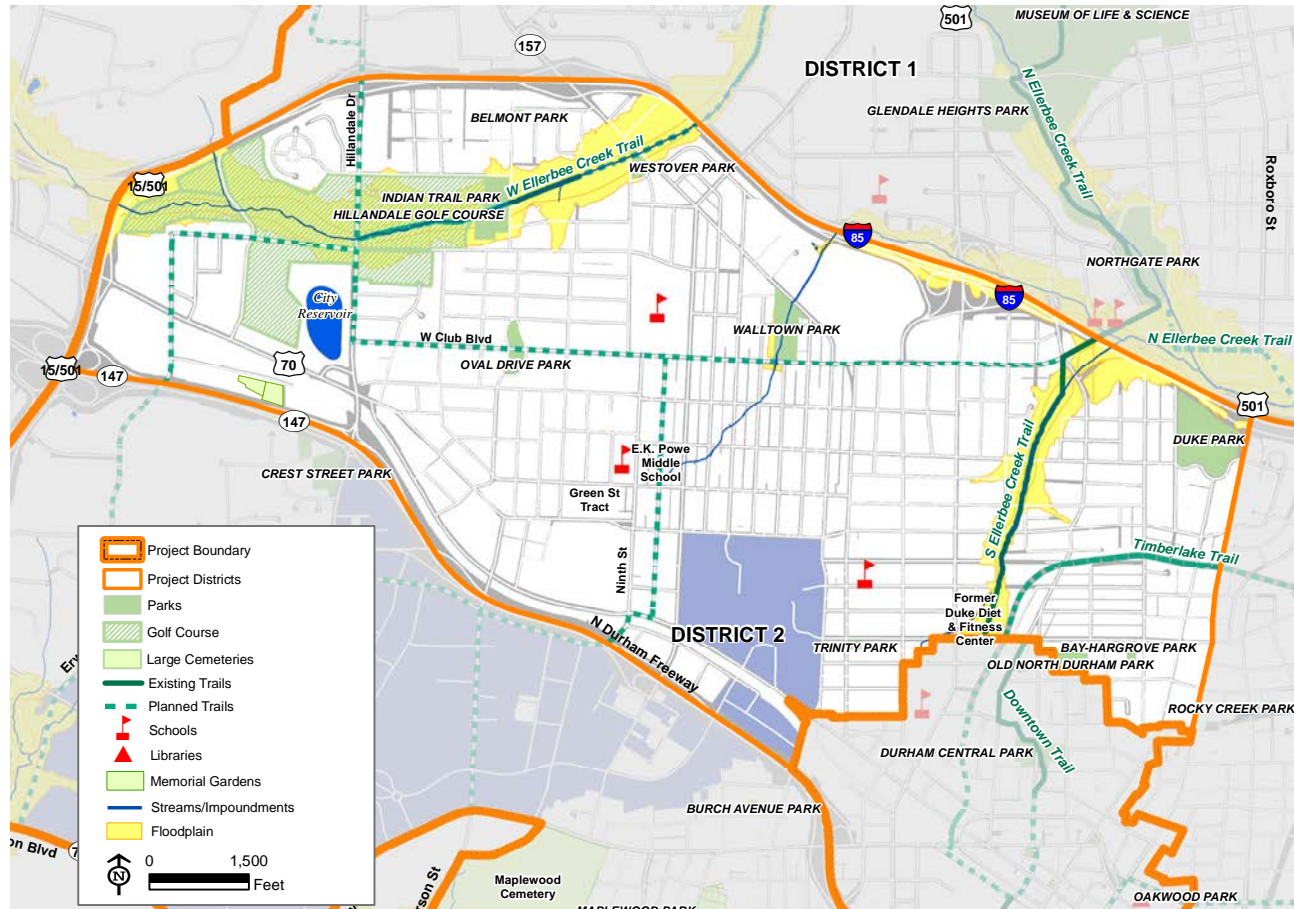 501
MUSEUM OF LIFE & SCIENCE
157
DISTRICT 1
N Ellerbee Creek Trail
GLENDALE HEIGHTS PARK
Hillandale Dr
BELMONT PARK
W Ellerbee Creek Trail
WESTOVER PARK
Roxboro St
15/501
INDIAN TRAIL PARK
HILLANDALE GOLF COURSE
85
NORTHGATE PARK
85
City
Reservoir
WALLTOWN PARK
W Club Blvd
N Ellerbee Creek Trail
70
OVAL DRIVE PARK
15/501
147
147
501
DUKE PARK
CREST STREET PARK
E.K. Powe
Middle
School
Green St
Tract
S Ellerbee Creek Trail
Timberlake Trail
Ninth St
Former
Duke Diet
& Fitness
Center
N Durham Freeway
DISTRICT 2
TRINITY PARK
BAY-HARGROVE PARK
OLD NORTH DURHAM PARK
Downtown Trail
ROCKY CREEK PARK
DURHAM CENTRAL PARK
BURCH AVENUE PARK
Maplewood
Cemetery
MAPLEWOOD PARK
OAKWOOD PARK
Project Boundary
Project Districts
Parks
Golf Course
Large Cemeteries
Existing Trails
Planned Trails
Schools
Libraries
Memorial Gardens
Streams/Impoundments
Floodplain
N
0 1,500
Feet
on Blvd
erson St